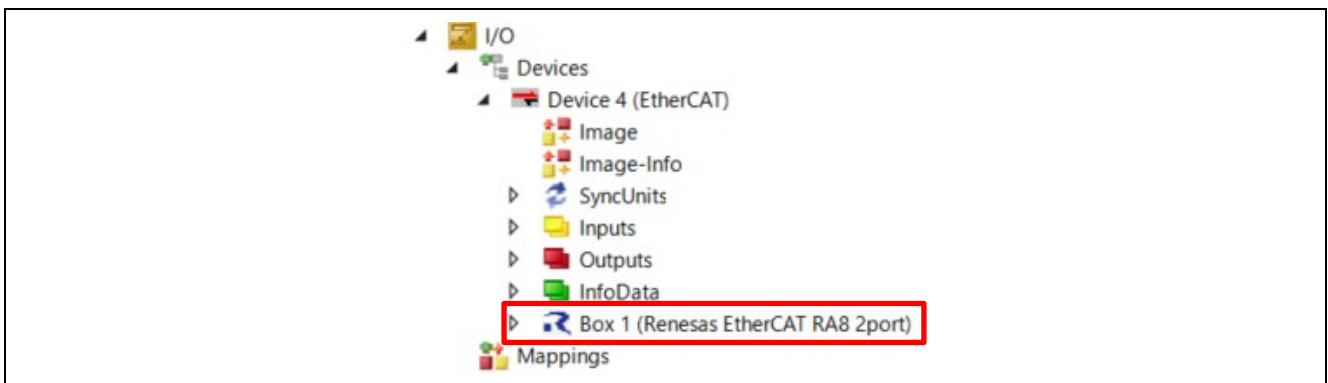 I/O
Devices
Device 4 (EtherCAT)
Image
Image-Info
SyncUnits
Inputs
Outputs
InfoData
Box 1 (Renesas EtherCAT RA8 2port)
Mappings